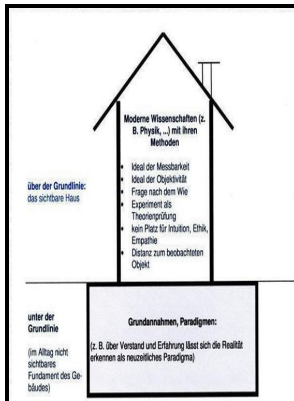 Moderne Wissenschaften (z.
B. Physik, ...) mit ihren
Methoden
• Ideal der Messbarkeit
• Ideal der Objektivität
• Frage nach dem Wie
• Experiment als
Theorienprüfung
• kein Platz für Intuition, Ethik,
Empathie
• Distanz zum beobachteten
Objekt
über der Grundlinie:
das sichtbare Haus
unter der
Grundlinie
(im Alltag nicht
sichtbares
Fundament des Ge-
bäudes)
Grundannahmen, Paradigmen:
(z. B. über Verstand und Erfahrung lässt sich die Realität
erkennen als neuzeitliches Paradigma)